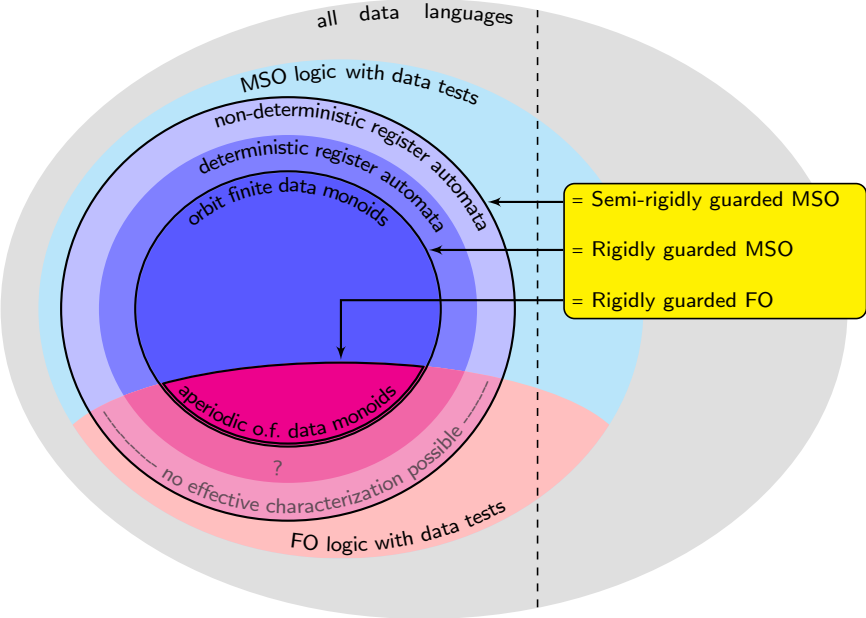 all data languages
MSO logic with data tests
non-deterministic register automata
deterministic register automata
orbit finite data monoids
= Semi-rigidly guarded MSO
= Rigidly guarded MSO
= Rigidly guarded FO
aperiodic o.f. data monoids
?
no effective characterization possible
FO logic with data tests